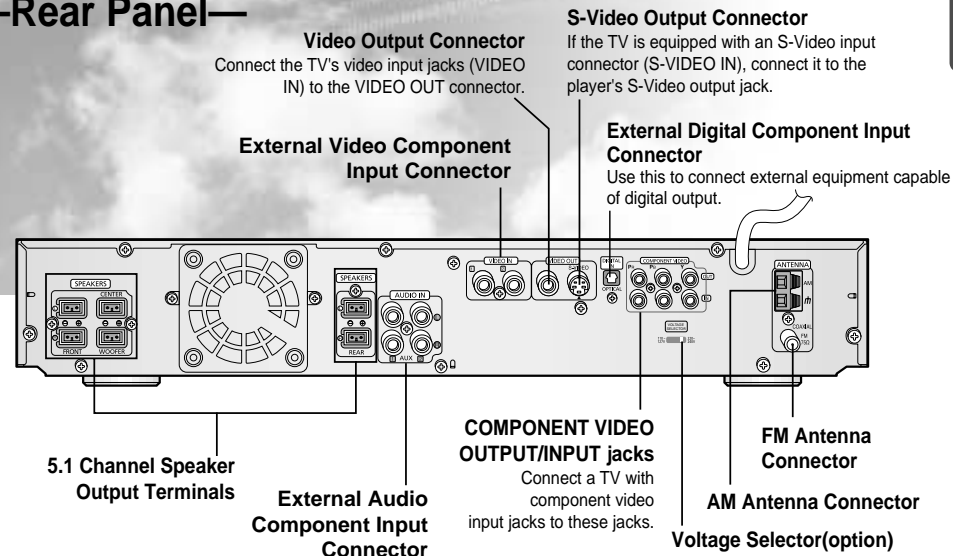 —Rear Panel—
S-Video Output Connector
If the TV is equipped with an S-Video input
connector (S-VIDEO IN), connect it to the
player's S-Video output jack.
Video Output Connector
Connect the TV's video input jacks (VIDEO
IN) to the VIDEO OUT connector.
External Digital Component Input
Connector
Use this to connect external equipment capable
of digital output.
External Video Component
Input Connector
SPEAKERS
CENTER
FRONT
WOOFER
SPEAKERS
REAR
AUDIO IN
AUX
VIDEO IN
VIDEO OUT
S-VIDEO
DIGITAL
IN
OPTICAL
COMPONENT VIDEO
OUT
IN
VOLTAGE
SELECTOR
ANTENNA
AM
COAXIAL
FM
75Ω
5.1 Channel Speaker
Output Terminals
External Audio
Component Input
Connector
COMPONENT VIDEO
OUTPUT/INPUT jacks
Connect a TV with
component video
input jacks to these jacks.
FM Antenna
Connector
AM Antenna Connector
Voltage Selector(option)